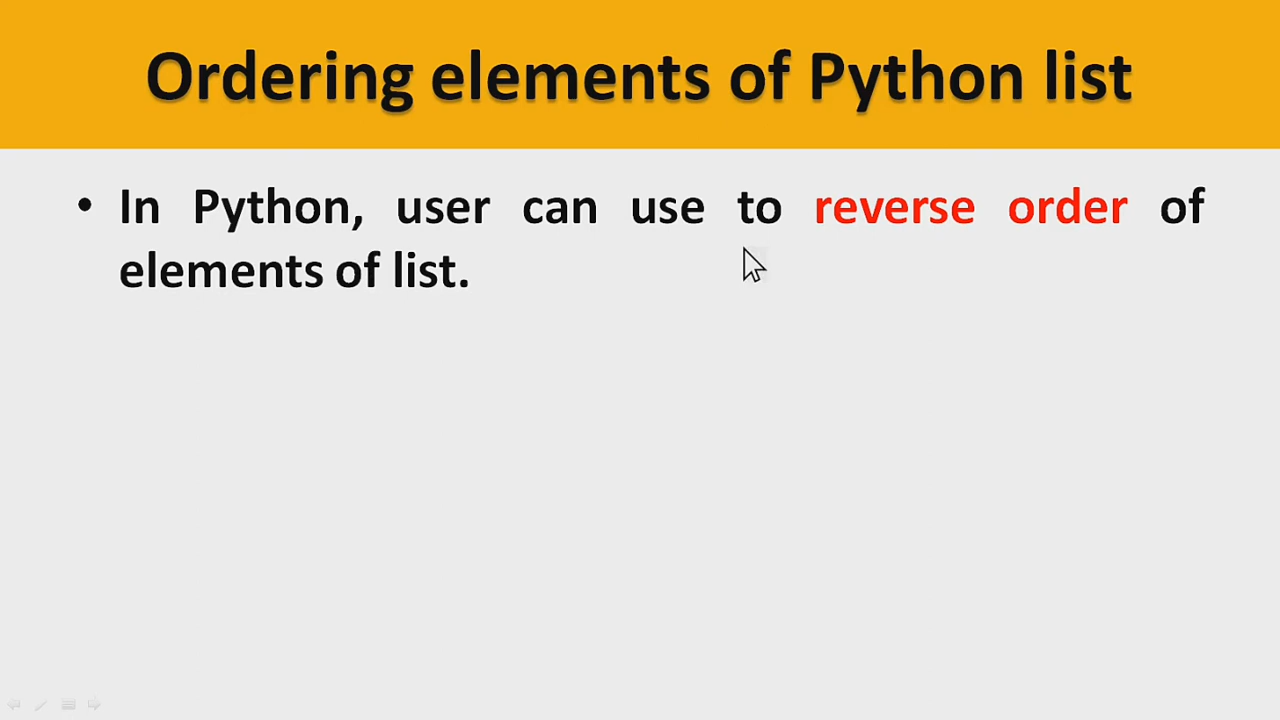 Ordering elements of Python list
• In Python, user can use to reverse order of
elements of list.